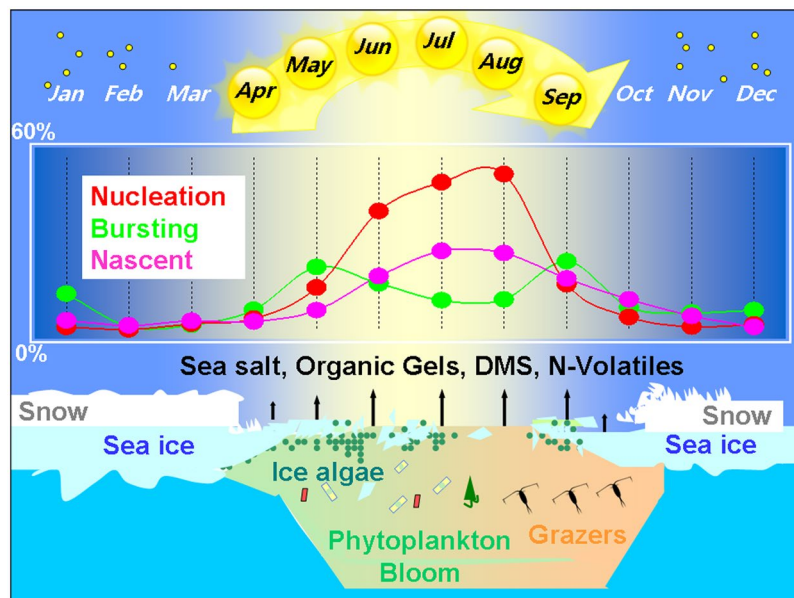 Jan Feb Mar Apr May Jun Jul Aug Sep Oct Nov Dec
60%
Nucleation
Bursting
Nascent
0%
Sea salt, Organic Gels, DMS, N-Volatiles
Snow
Snow
Sea ice
Sea ice
Ice algae
Grazers
Phytoplankton
Bloom